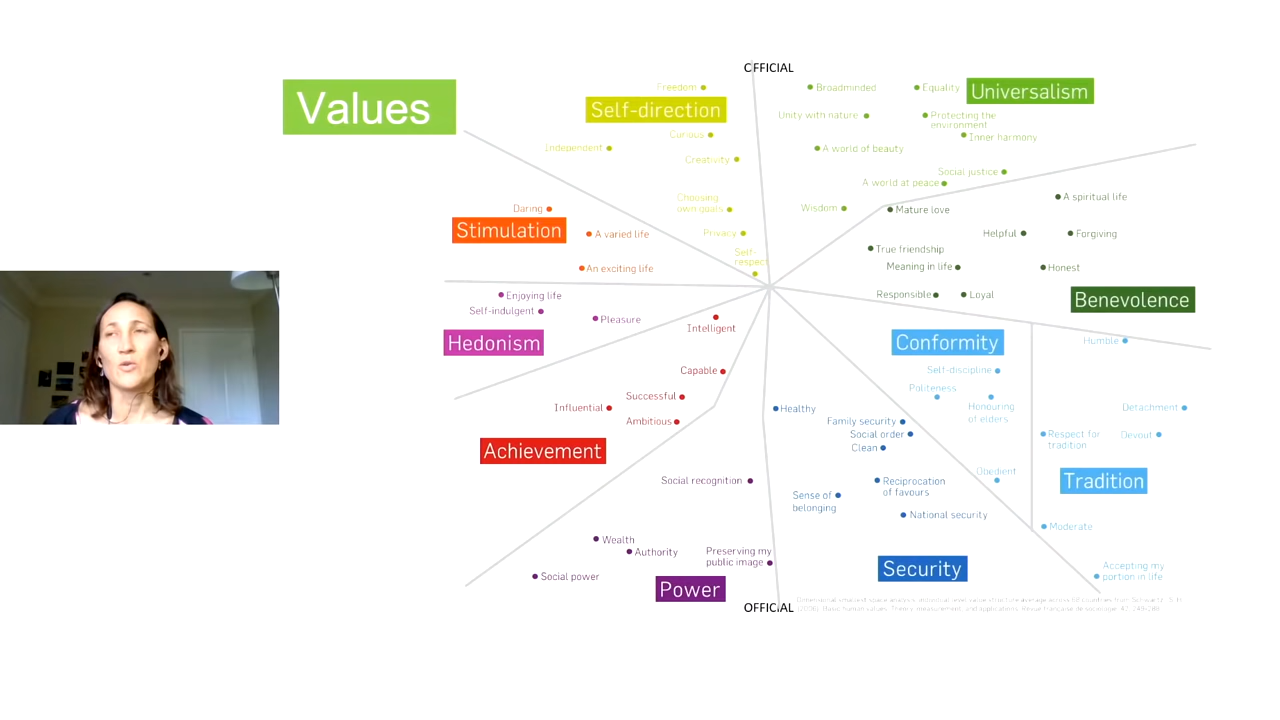 OFFICIAL
Values
Freedom
Self-direction
Curious
Independent
Creativity
Choosing
own goals
Privacy
Self-
respect
Broadminded
Equality
Universalism
Unity with nature
Protecting the
environment
Inner harmony
A world of beauty
Social justice
A world at peace
Wisdom
Mature love
A spiritual life
Helpful
Forgiving
True friendship
Meaning in life
Honest
Responsible
Loyal
Benevolence
Daring
Stimulation
A varied life
An exciting life
Enjoying life
Self-indulgent
Pleasure
Hedonism
Intelligent
Capable
Successful
Influential
Ambitious
Achievement
Conformity
Humble
Self-discipline
Politeness
Honouring
of elders
Detachment
Respect for
tradition
Devout
Obedient
Tradition
Moderate
Accepting my
portion in life
Healthy
Family security
Social order
Clean
Reciprocation
of favours
Sense of
belonging
National security
Security
Social recognition
Wealth
Authority
Preserving my
public image
Social power
Power
OFFICIAL